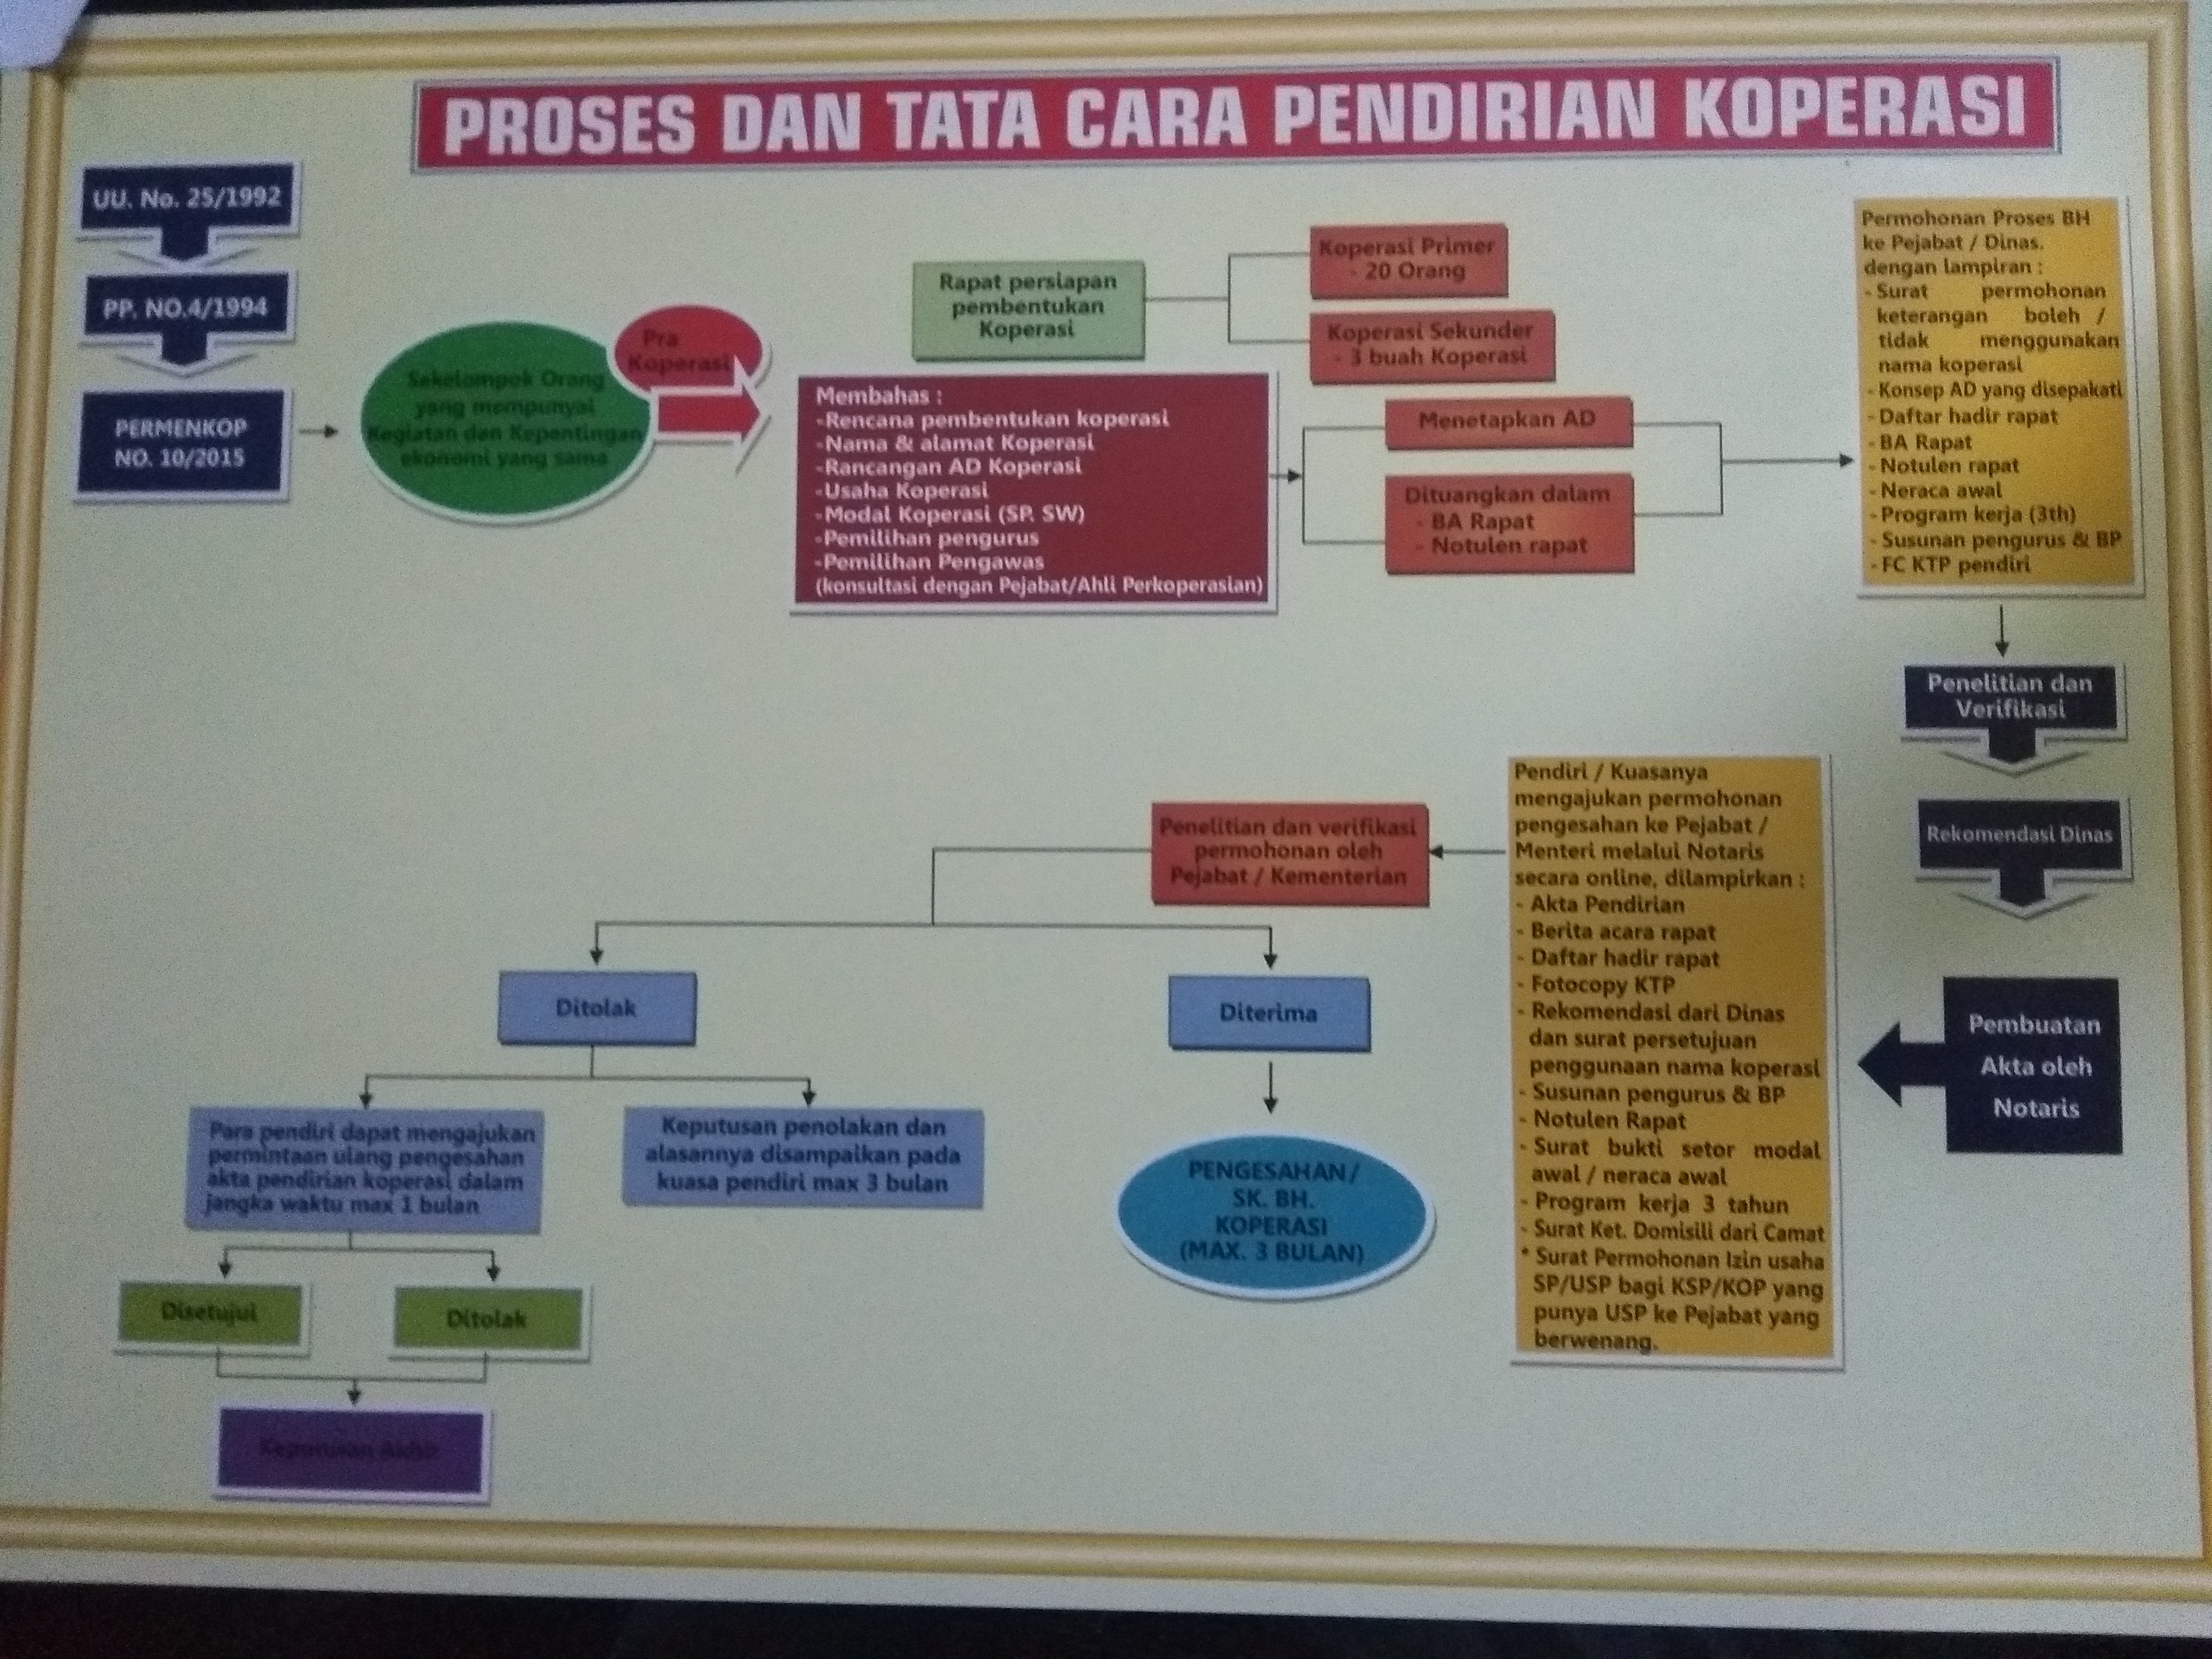 PROSES DAN TATA CARA PENDIRIAN KOPERASI
UU. No. 25/1992
PP. NO.4/1994
PERMENKOP
NO. 10/2015
Sekelompok Orang
yang mempunyai
Kegiatan dan Kepentingan
ekonomi yang sama
Pra
Koperasi
Rapat persiapan
pembentukan
Koperasi
Koperasi Primer
- 20 Orang
Koperasi Sekunder
- 3 buah Koperasi
Membahas :
-Rencana pembentukan koperasi
-Nama & alamat Koperasi
-Rancangan AD Koperasi
-Usaha Koperasi
-Modal Koperasi (SP. SW)
-Pemilihan pengurus
-Pemilihan Pengawas
(konsultasi dengan Pejabat/Ahli Perkoperasian)
Menetapkan AD
Dituangkan dalam
- BA Rapat
- Notulen rapat
Permohonan Proses BH
ke Pejabat / Dinas.
dengan lampiran :
- Surat permohonan
keterangan boleh /
tidak menggunakan
nama koperasi
- Konsep AD yang disepakati
- Daftar hadir rapat
- BA Rapat
- Notulen rapat
- Neraca awal
- Program kerja (3th)
- Susunan pengurus & BP
- FC KTP pendiri
Penelitian dan
Verifikasi
Rekomendasi Dinas
Pembuatan
Akta oleh
Notaris
Pendiri / Kuasanya
mengajukan permohonan
pengesahan ke Pejabat /
Menteri melalui Notaris
secara online, dilampirkan :
- Akta Pendirian
- Berita acara rapat
- Daftar hadir rapat
- Fotocopy KTP
- Rekomendasi dari Dinas
dan surat persetujuan
penggunaan nama koperasi
- Susunan pengurus & BP
- Notulen Rapat
- Surat bukti setor modal
awal / neraca awal
- Program kerja 3 tahun
- Surat Ket. Domisili dari Camat
* Surat Permohonan Izin usaha
SP/USP bagi KSP/KOP yang
punya USP ke Pejabat yang
berwenang.
Penelitian dan verifikasi
permohonan oleh
Pejabat / Kementerian
Ditolak
Diterima
Para pendiri dapat mengajukan
permintaan ulang pengesahan
akta pendirian koperasi dalam
jangka waktu max 1 bulan
Keputusan penolakan dan
alasannya disampaikan pada
kuasa pendiri max 3 bulan
PENGESAHAN /
SK. BH.
KOPERASI
(MAX. 3 BULAN)
Disetujui
Ditolak
Keputusan Akhir